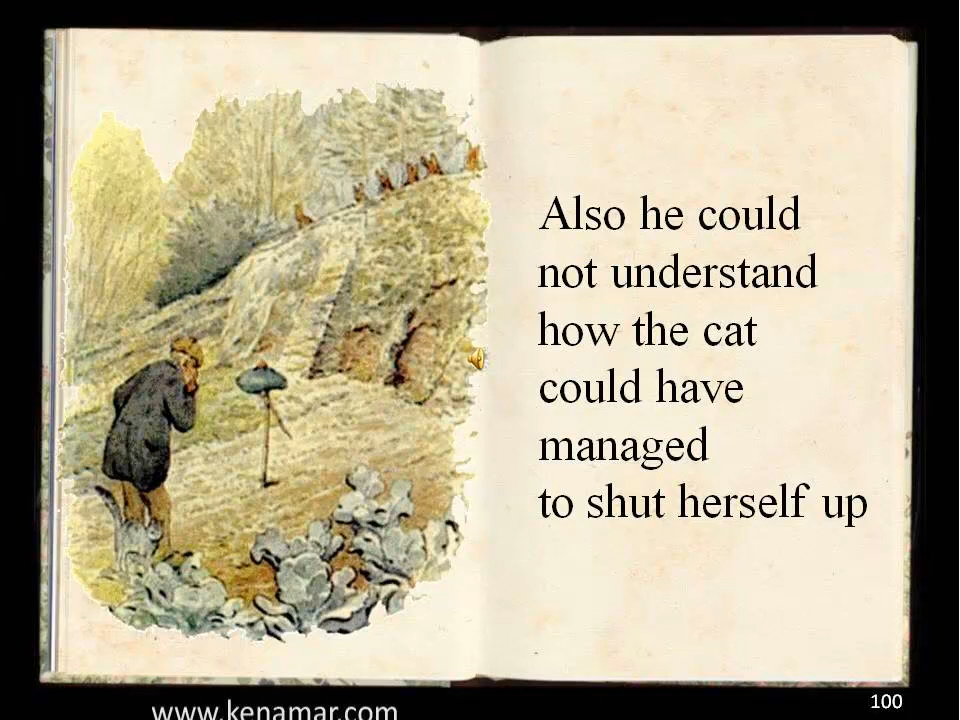 Also he could
not understand
how the cat
could have
managed
to shut herself up
www.kenamar.com
100